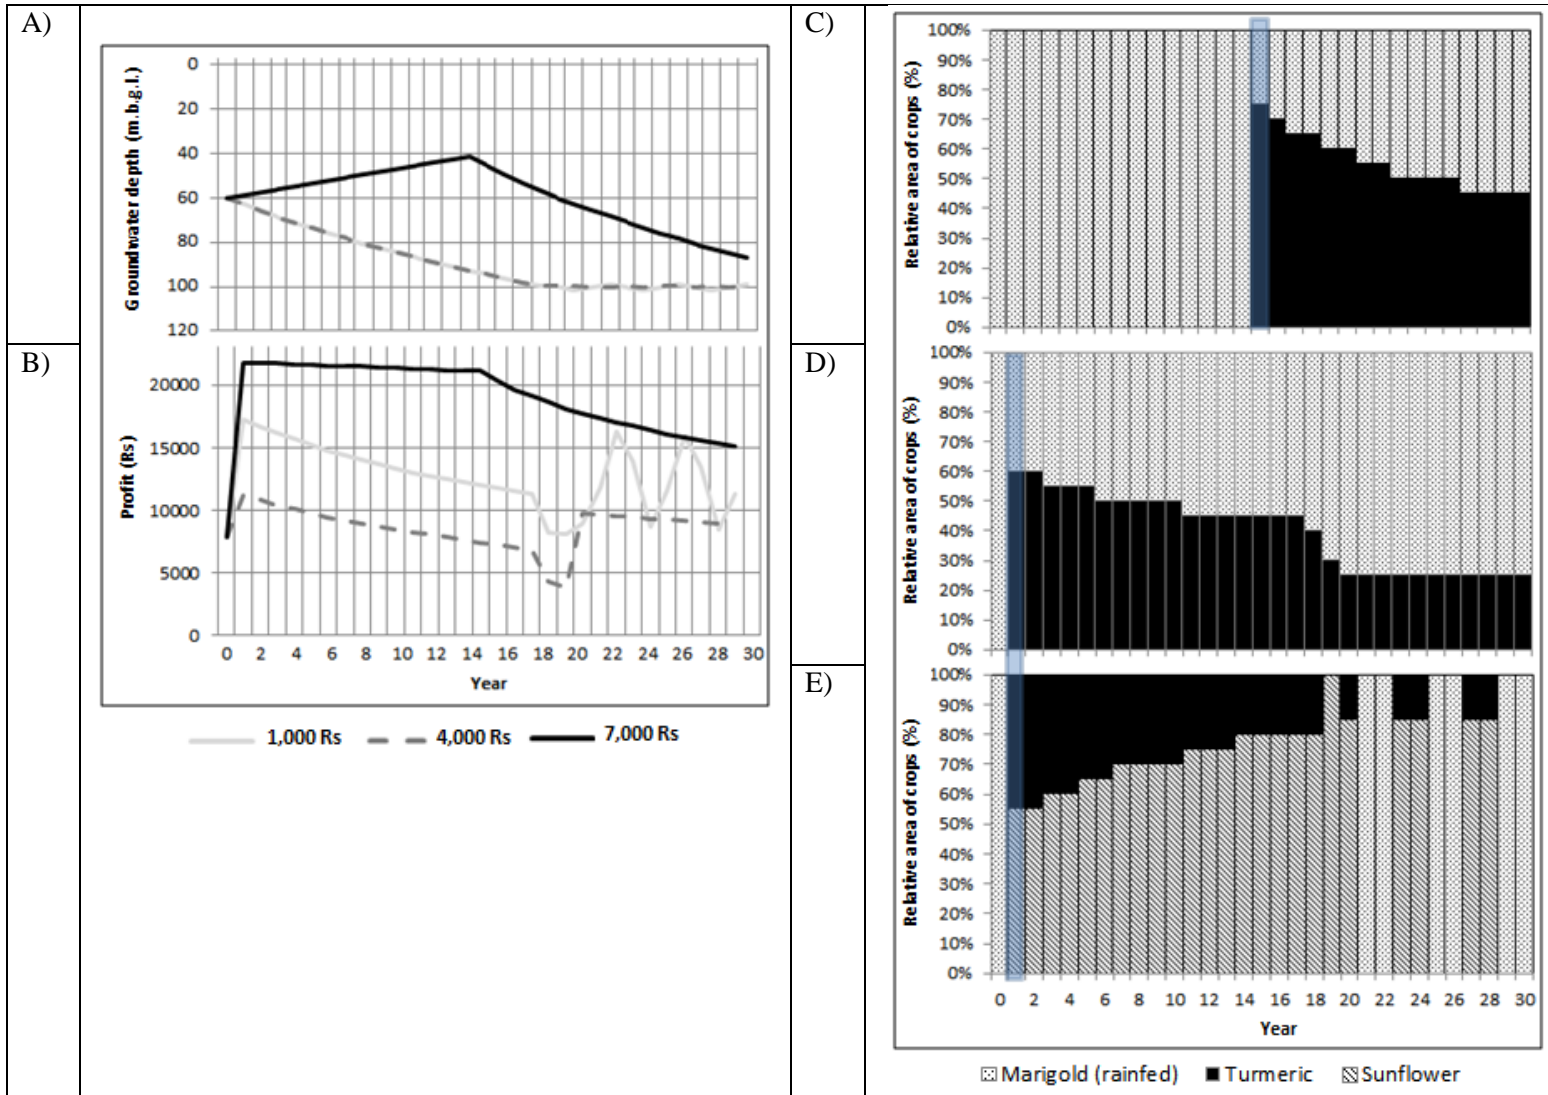 A)
Groundwater depth (m.b.g.l.)
0
20
40
60
80
100
120
B)
Profit (Rs)
20000
15000
10000
5000
0
0 2 4 6 8 10 12 14 16 18 20 22 24 26 28 30
Year
1,000 Rs 4,000 Rs 7,000 Rs
C)
Relative area of crops (%)
100%
90%
80%
70%
60%
50%
40%
30%
20%
10%
0%
D)
Relative area of crops (%)
100%
90%
80%
70%
60%
50%
40%
30%
20%
10%
0%
E)
Relative area of crops (%)
100%
90%
80%
70%
60%
50%
40%
30%
20%
10%
0%
0 2 4 6 8 10 12 14 16 18 20 22 24 26 28 30
Year
Marigold (rainfed) Turmeric Sunflower